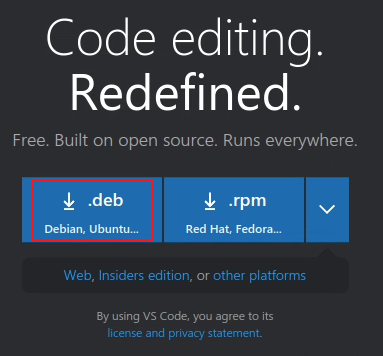 Code editing.
Redefined.
Free. Built on open source. Runs everywhere.
.deb
Debian, Ubuntu...
.rpm
Red Hat, Fedora...
Web, Insiders edition, or other platforms
By using VS Code, you agree to its
license and privacy statement.